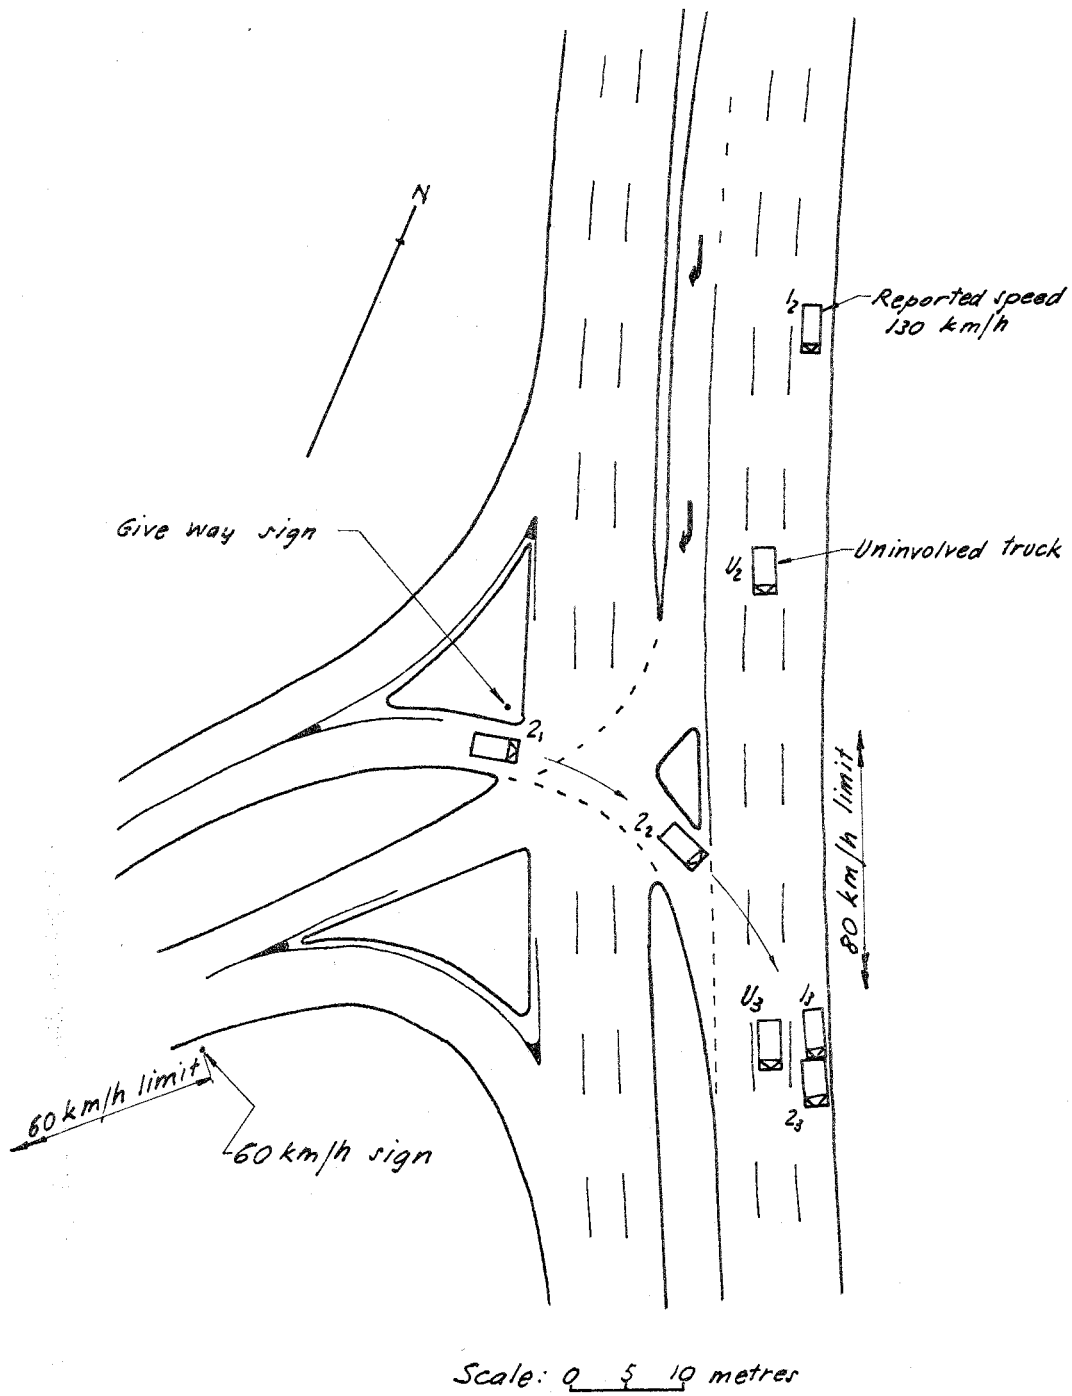 N
1₂
Reported speed
130 km/h
Give way sign
U₂
Uninvolved truck
2₁
2₂
80 km/h limit
U₃
1₃
2₃
60 km/h limit
60 km/h sign
Scale: 0 5 10 metres